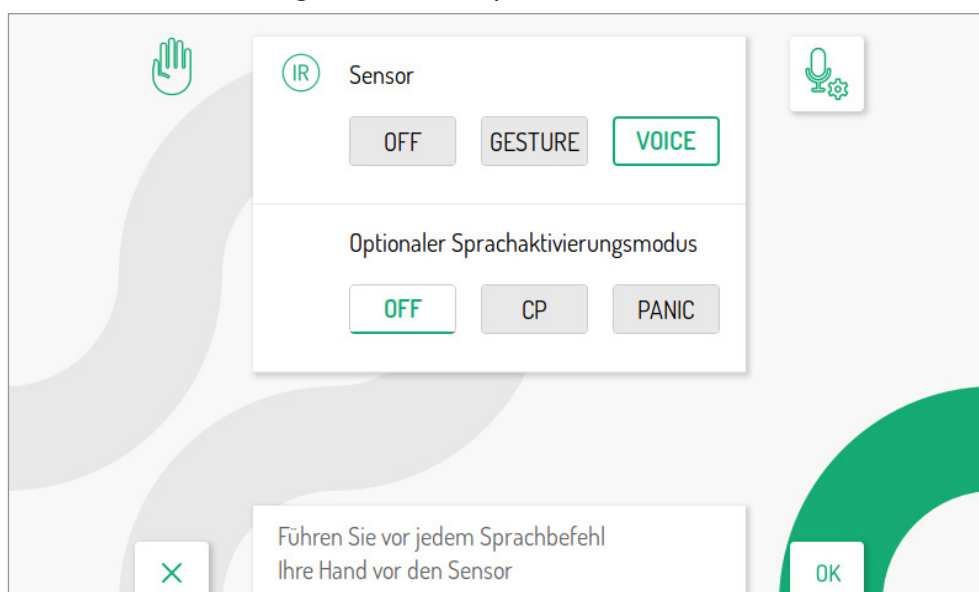 IR Sensor
OFF GESTURE VOICE
Optionaler Sprachaktivierungsmodus
OFF CP PANIC
Führen Sie vor jedem Sprachbefehl
Ihre Hand vor den Sensor
OK